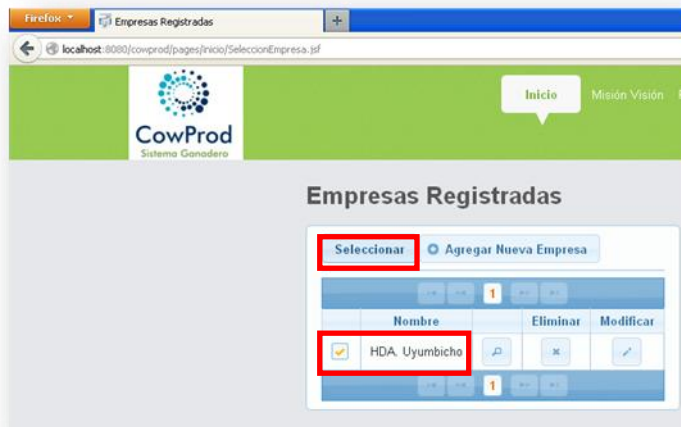 Firefox
Empresas Registradas
localhost:8080/cowprod/pages/inicio/SeleccionEmpresa.jsf
CowProd
Sistema Ganadero
Inicio
Misión Visión
Empresas Registradas
Seleccionar
Agregar Nueva Empresa
1
Nombre Eliminar Modificar
HDA. Uyumbicho
1